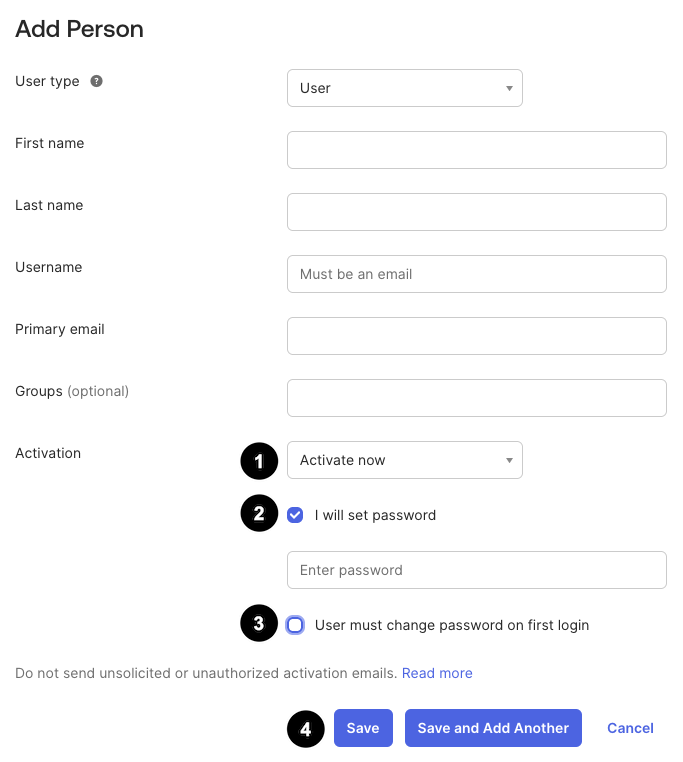 Add Person
User type ?
User
First name
Last name
Username
Must be an email
Primary email
Groups (optional)
Activation
1
Activate now
2
I will set password
Enter password
3
User must change password on first login
Do not send unsolicited or unauthorized activation emails. Read more
4
Save
Save and Add Another
Cancel